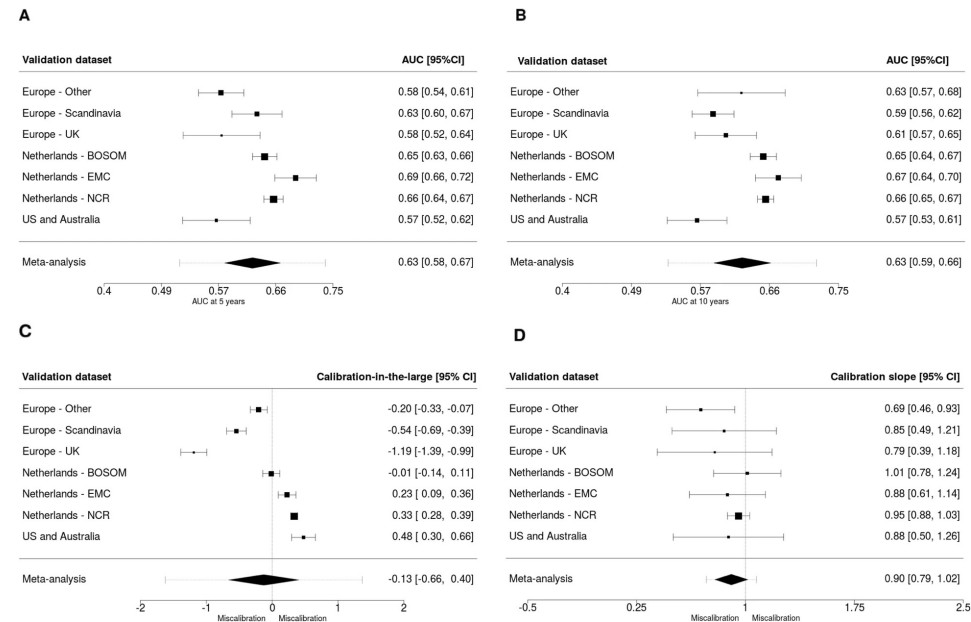 A
Validation dataset AUC [95%CI]
Europe - Other 0.58 [0.54, 0.61]
Europe - Scandinavia 0.63 [0.60, 0.67]
Europe - UK 0.58 [0.52, 0.64]
Netherlands - BOSOM 0.65 [0.63, 0.66]
Netherlands - EMC 0.69 [0.66, 0.72]
Netherlands - NCR 0.66 [0.64, 0.67]
US and Australia 0.57 [0.52, 0.62]
Meta-analysis 0.63 [0.58, 0.67]
0.4 0.49 0.57 0.66 0.75
AUC at 5 years
B
Validation dataset AUC [95%CI]
Europe - Other 0.63 [0.57, 0.68]
Europe - Scandinavia 0.59 [0.56, 0.62]
Europe - UK 0.61 [0.57, 0.65]
Netherlands - BOSOM 0.65 [0.64, 0.67]
Netherlands - EMC 0.67 [0.64, 0.70]
Netherlands - NCR 0.66 [0.65, 0.67]
US and Australia 0.57 [0.53, 0.61]
Meta-analysis 0.63 [0.59, 0.66]
0.4 0.49 0.57 0.66 0.75
AUC at 10 years
C
Validation dataset Calibration-in-the-large [95% CI]
Europe - Other -0.20 [-0.33, -0.07]
Europe - Scandinavia -0.54 [-0.69, -0.39]
Europe - UK -1.19 [-1.39, -0.99]
Netherlands - BOSOM -0.01 [-0.14, 0.11]
Netherlands - EMC 0.23 [ 0.09, 0.36]
Netherlands - NCR 0.33 [ 0.28, 0.39]
US and Australia 0.48 [ 0.30, 0.66]
Meta-analysis -0.13 [-0.66, 0.40]
-2 -1 0 1 2
Miscalibration Miscalibration
D
Validation dataset Calibration slope [95% CI]
Europe - Other 0.69 [0.46, 0.93]
Europe - Scandinavia 0.85 [0.49, 1.21]
Europe - UK 0.79 [0.39, 1.18]
Netherlands - BOSOM 1.01 [0.78, 1.24]
Netherlands - EMC 0.88 [0.61, 1.14]
Netherlands - NCR 0.95 [0.88, 1.03]
US and Australia 0.88 [0.50, 1.26]
Meta-analysis 0.90 [0.79, 1.02]
-0.5 0.25 1 1.75 2.5
Miscalibration Miscalibration